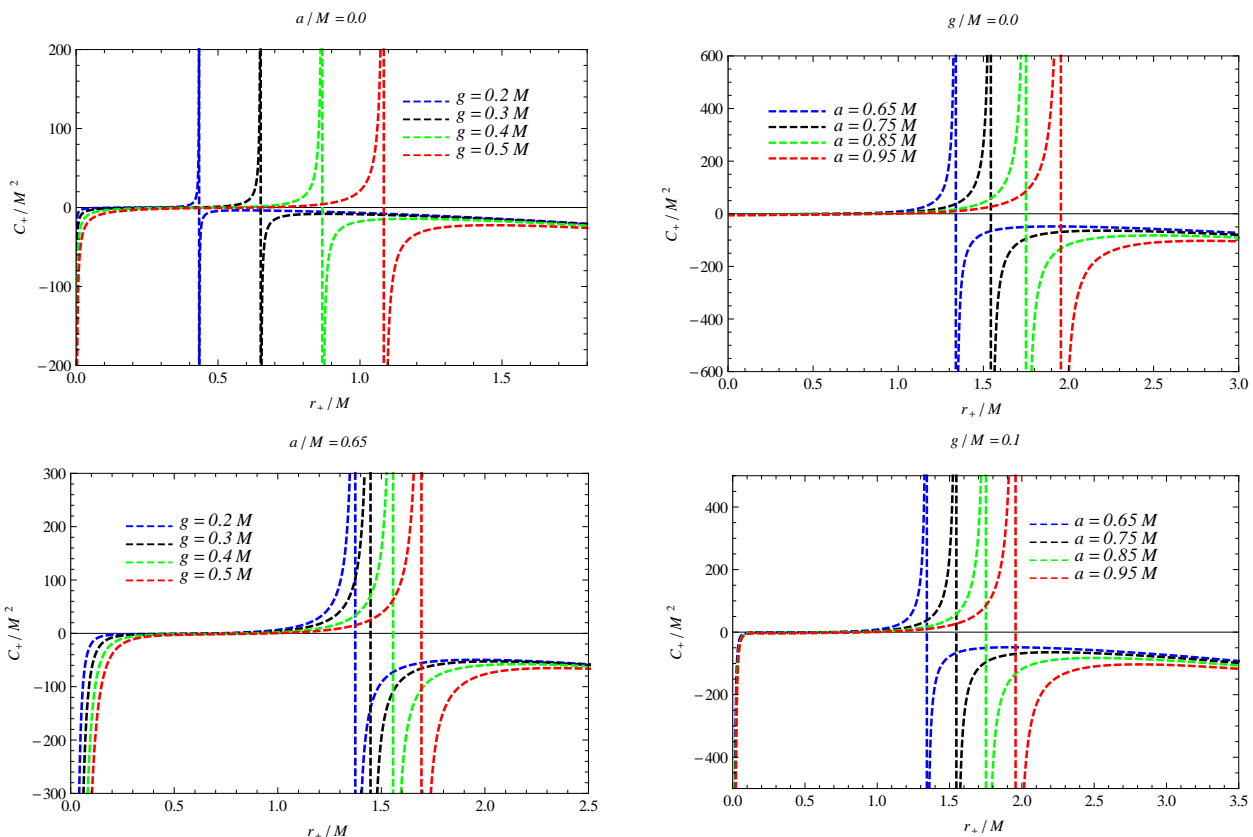 a / M = 0.0
200
100
0
−100
−200
0.0 0.5 1.0 1.5
C₊ / M²
r₊ / M
g = 0.2 M
g = 0.3 M
g = 0.4 M
g = 0.5 M
g / M = 0.0
600
400
200
0
−200
−400
−600
0.0 0.5 1.0 1.5 2.0 2.5 3.0
C₊ / M²
r₊ / M
a = 0.65 M
a = 0.75 M
a = 0.85 M
a = 0.95 M
a / M = 0.65
300
200
100
0
−100
−200
−300
0.0 0.5 1.0 1.5 2.0 2.5
C₊ / M²
r₊ / M
g = 0.2 M
g = 0.3 M
g = 0.4 M
g = 0.5 M
g / M = 0.1
400
200
0
−200
−400
0.0 0.5 1.0 1.5 2.0 2.5 3.0 3.5
C₊ / M²
r₊ / M
a = 0.65 M
a = 0.75 M
a = 0.85 M
a = 0.95 M